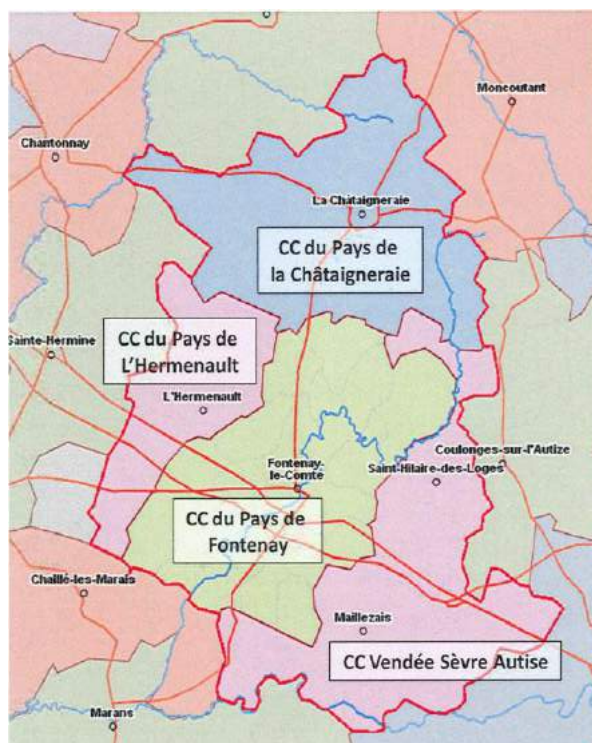 Moncoutant
Chantonnay
La Châtaigneraie
CC du Pays de
la Châtaigneraie
CC du Pays de
L'Hermenault
Sainte-Hermine
L'Hermenault
Coulonges-sur-l'Autize
Saint-Hilaire-des-Loges
Fontenay-
le-Comte
CC du Pays de
Fontenay
Chaillé-les-Marais
Maillezais
CC Vendée Sèvre Autise
Marans